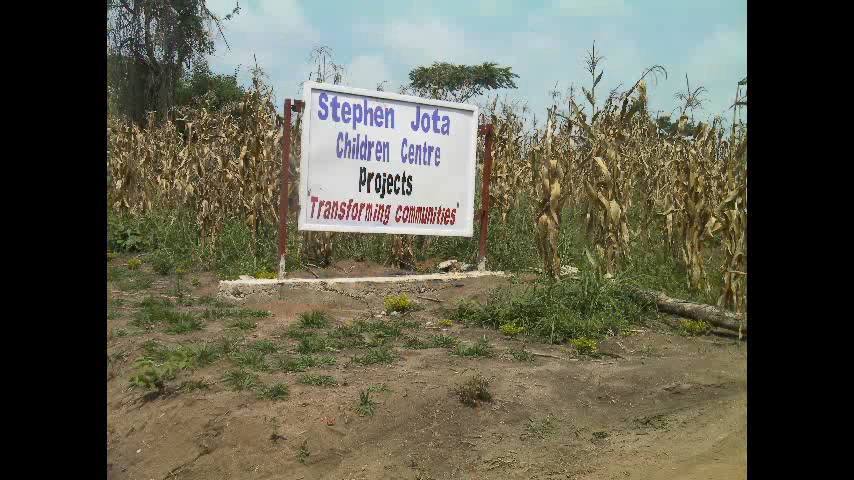 Stephen Jota
Children Centre
Projects
"Transforming communities"